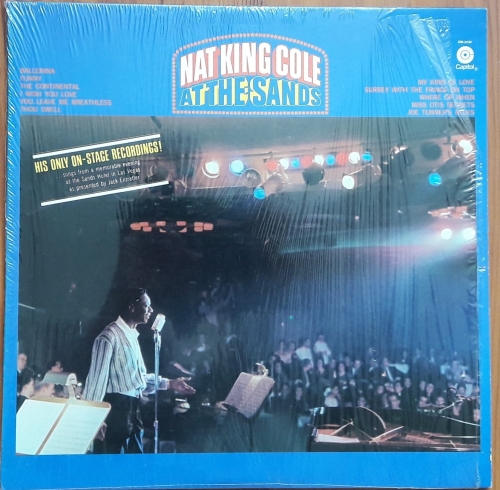 NAT KING COLE
AT THE SANDS
Capitol
BALLERINA
FUNNY
THE CONTINENTAL
I WISH YOU LOVE
YOU LEAVE ME BREATHLESS
THOU SWELL
MY KIND OF LOVE
SURREY WITH THE FRINGE ON TOP
WHERE OR WHEN
MISS OTIS REGRETS
JOE TURNER'S BLUES
HIS ONLY ON-STAGE RECORDINGS!
songs from a memorable evening
at the Sands Hotel in Las Vegas
as presented by Jack Entratter